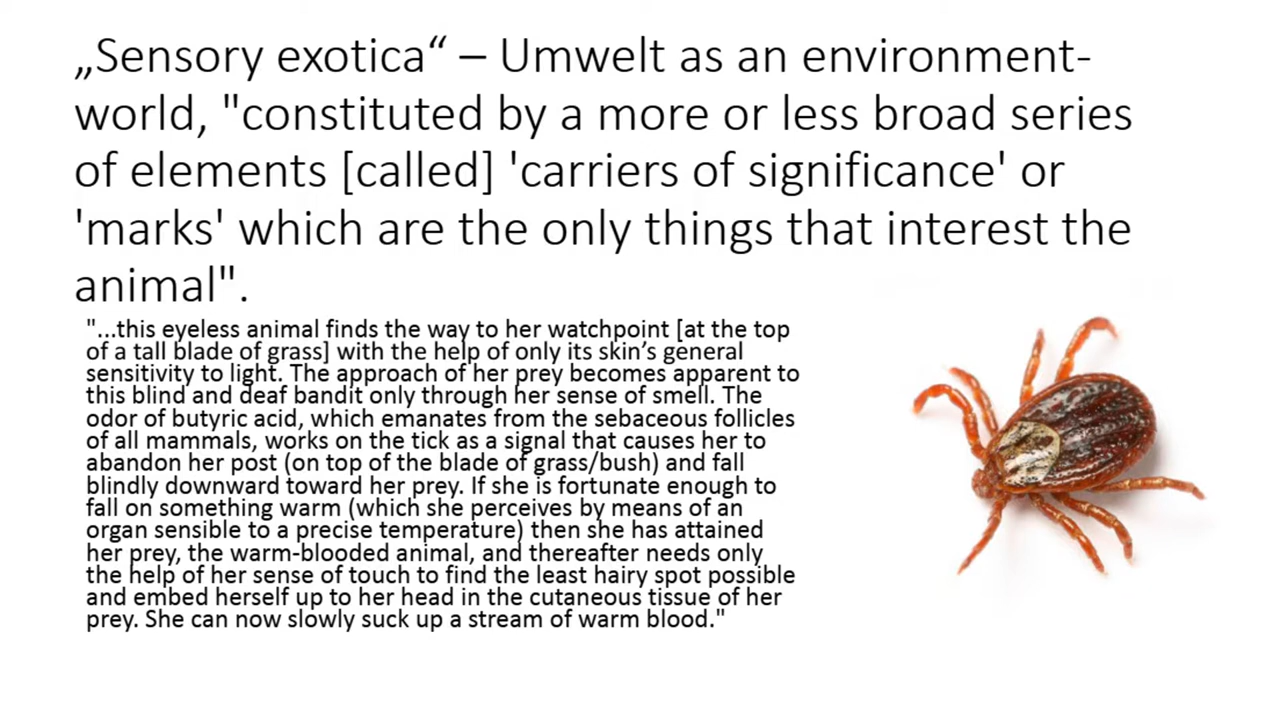 „Sensory exotica“ – Umwelt as an environment-
world, "constituted by a more or less broad series
of elements [called] 'carriers of significance' or
'marks' which are the only things that interest the
animal".
"...this eyeless animal finds the way to her watchpoint [at the top
of a tall blade of grass] with the help of only its skin’s general
sensitivity to light. The approach of her prey becomes apparent to
this blind and deaf bandit only through her sense of smell. The
odor of butyric acid, which emanates from the sebaceous follicles
of all mammals, works on the tick as a signal that causes her to
abandon her post (on top of the blade of grass/bush) and fall
blindly downward toward her prey. If she is fortunate enough to
fall on something warm (which she perceives by means of an
organ sensible to a precise temperature) then she has attained
her prey, the warm-blooded animal, and thereafter needs only
the help of her sense of touch to find the least hairy spot possible
and embed herself up to her head in the cutaneous tissue of her
prey. She can now slowly suck up a stream of warm blood."